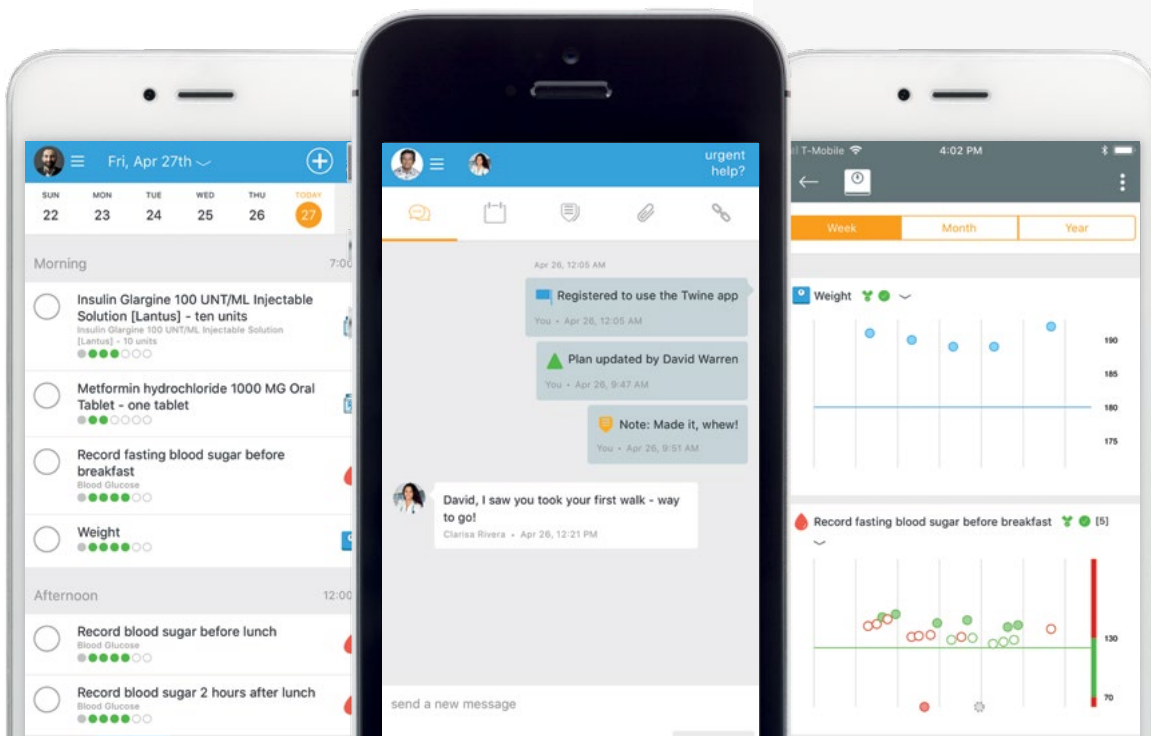 Fri, Apr 27th
SUN MON TUE WED THU TODAY
22 23 24 25 26 27
Morning 7:00
Insulin Glargine 100 UNT/ML Injectable
Solution [Lantus] - ten units
Insulin Glargine 100 UNT/ML Injectable Solution
[Lantus] - 10 units
Metformin hydrochloride 1000 MG Oral
Tablet - one tablet
Record fasting blood sugar before
breakfast
Blood Glucose
Weight
Afternoon 12:00
Record blood sugar before lunch
Blood Glucose
Record blood sugar 2 hours after lunch
Blood Glucose
urgent
help?
Apr 26, 12:05 AM
Registered to use the Twine app
You • Apr 26, 12:05 AM
Plan updated by David Warren
You • Apr 26, 9:47 AM
Note: Made it, whew!
You • Apr 26, 9:51 AM
David, I saw you took your first walk - way
to go!
Clarisa Rivera • Apr 26, 12:21 PM
send a new message
T-Mobile 4:02 PM
Week Month Year
Weight
190
185
180
175
Record fasting blood sugar before breakfast [5]
130
70